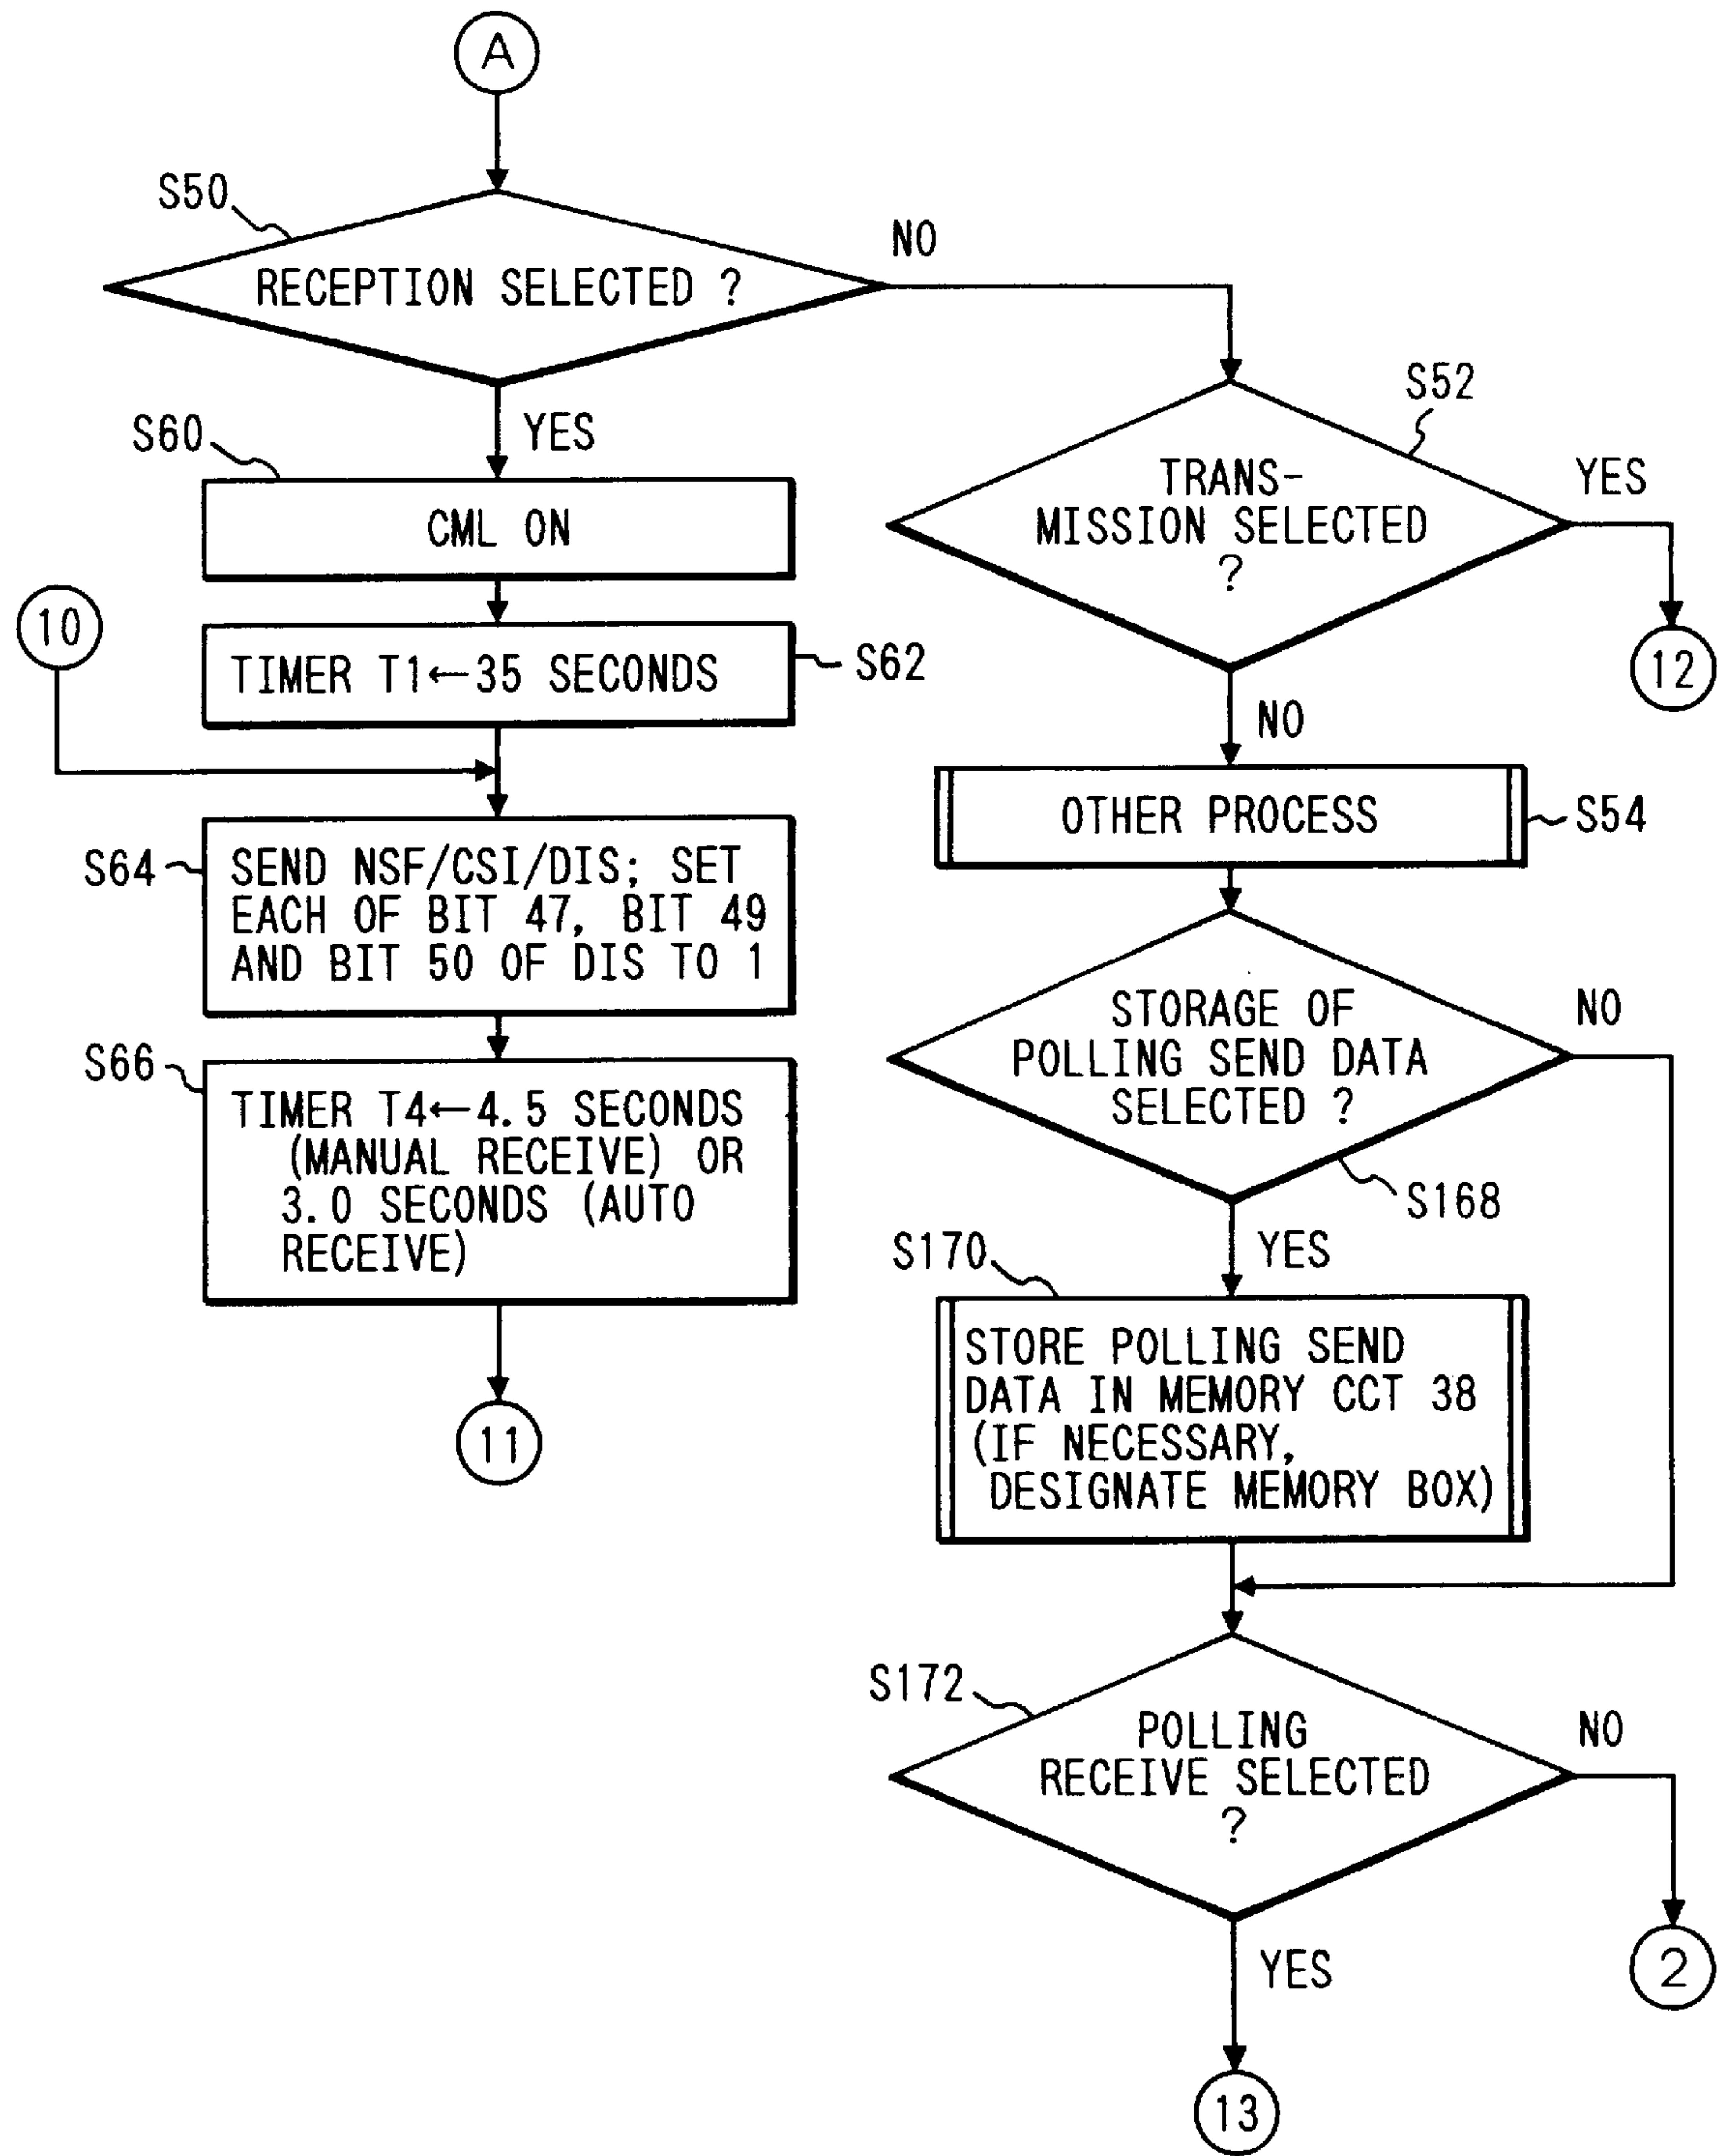 A
S50
RECEPTION SELECTED ?
NO
YES
S60
CML ON
10
TIMER T1←35 SECONDS
S62
S64
SEND NSF/CSI/DIS; SET
EACH OF BIT 47, BIT 49
AND BIT 50 OF DIS TO 1
S66
TIMER T4←4.5 SECONDS
(MANUAL RECEIVE) OR
3.0 SECONDS (AUTO
RECEIVE)
11
S52
TRANS-
MISSION SELECTED
?
YES
12
NO
OTHER PROCESS
S54
STORAGE OF
POLLING SEND DATA
SELECTED ?
NO
S168
YES
S170
STORE POLLING SEND
DATA IN MEMORY CCT 38
(IF NECESSARY,
DESIGNATE MEMORY BOX)
S172
POLLING
RECEIVE SELECTED
?
NO
2
YES
13